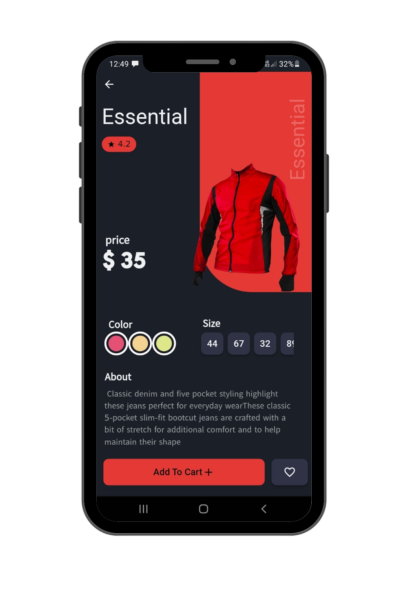 12:49
32%
Essential
Essential
4.2
price
$ 35
Color
Size
44 67 32
About
Classic denim and five pocket styling highlight
these jeans perfect for everyday wearThese classic
5-pocket slim-fit bootcut jeans are crafted with a
bit of stretch for additional comfort and to help
maintain their shape
Add To Cart +